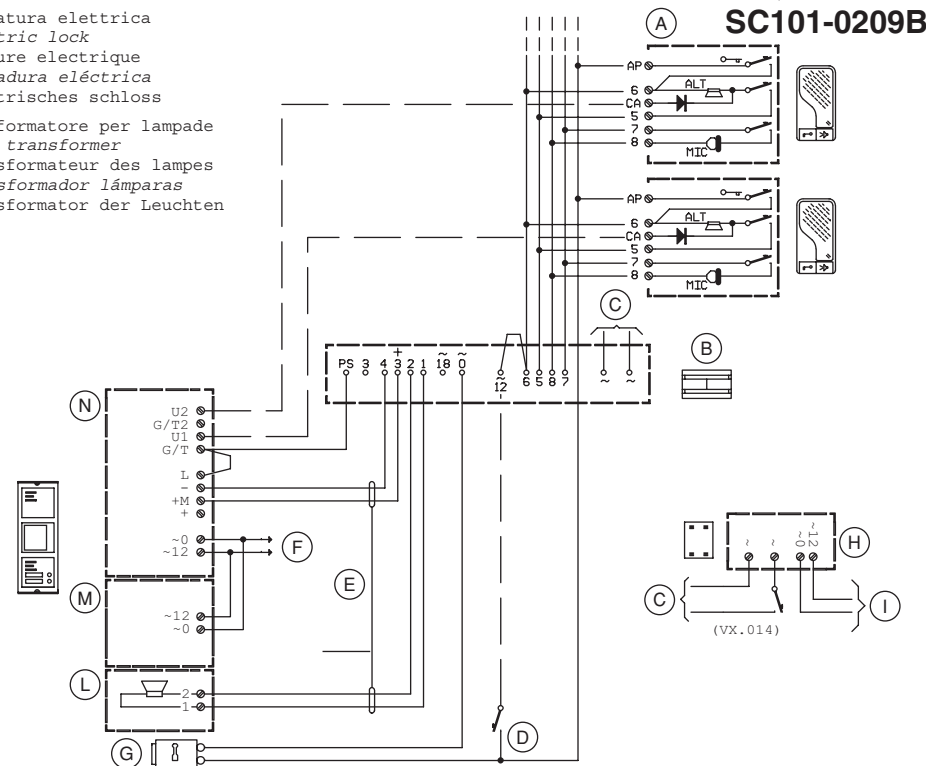 SC101-0209B
atura elettrica
tric lock
ure electrique
adura eléctrica
trisches schloss
formatore per lampade
transformer
sformateur des lampes
sformador lámparas
sformator der Leuchten
A
AP
6
ALT
CA
5
7
8
MIC
AP
6
ALT
CA
5
7
8
MIC
C
B
PS 3 4 +3 2 1 ~18 ~0 ~12 6 5 8 7 ~ ~
N
U2
G/T2
U1
G/T
L
-
+M
+
~0
~12
F
M
~12
~0
E
L
2
1
G
D
~ ~ ~0 ~12
H
C
I
(VX.014)